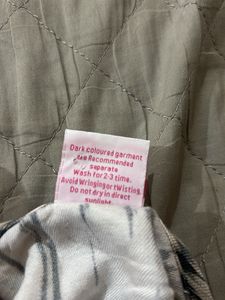 Dark coloured garment
are Recommended
separate
Wash for 2-3 time.
Avoid Wringing or Twisting.
Do not dry in direct
sunlight.